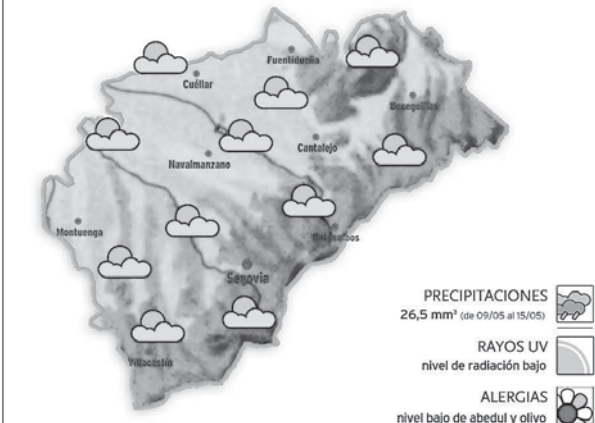 Fuentidueña
Cuéllar
Boceguillas
Cantalejo
Navalmanzano
Montuenga
Segovia
Villacastín
PRECIPITACIONES
26,5 mm³ (de 09/05 al 15/05)
RAYOS UV
nivel de radiación bajo
ALERGIAS
nivel bajo de abedul y olivo